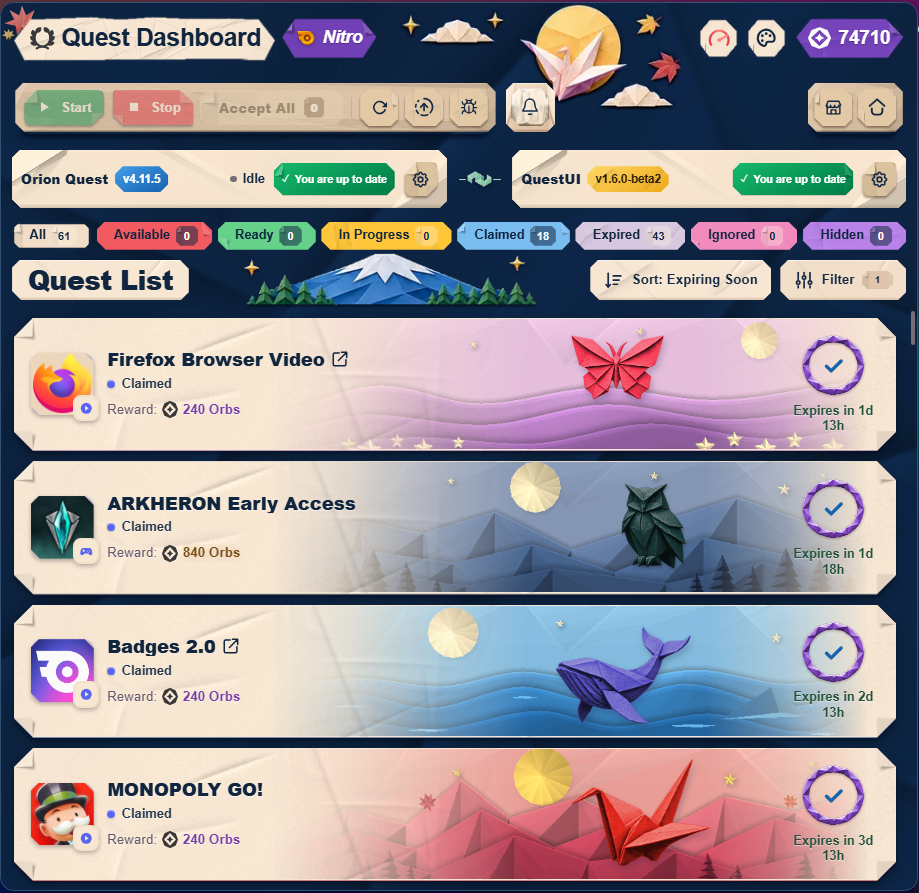 Quest Dashboard
Nitro
74710
Start
Stop
Accept All 0
Orion Quest v4.11.5 Idle ✓ You are up to date
QuestUI v1.6.0-beta2 ✓ You are up to date
All 61 Available 0 Ready 0 In Progress 0 Claimed 18 Expired 43 Ignored 0 Hidden 0
Quest List
Sort: Expiring Soon
Filter 1
Firefox Browser Video
Claimed
Reward: 240 Orbs
Expires in 1d
13h
ARKHERON Early Access
Claimed
Reward: 840 Orbs
Expires in 1d
18h
Badges 2.0
Claimed
Reward: 240 Orbs
Expires in 2d
13h
MONOPOLY GO!
Claimed
Reward: 240 Orbs
Expires in 3d
13h